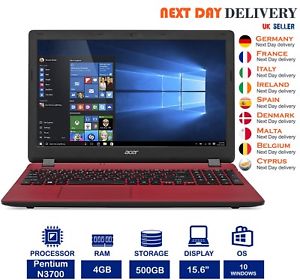 NEXT DAY DELIVERY
UK SELLER
GERMANY
Next Day delivery
FRANCE
Next Day delivery
ITALY
Next Day delivery
IRELAND
Next Day delivery
SPAIN
Next Day delivery
DENMARK
Next Day delivery
MALTA
Next Day delivery
BELGIUM
Next Day delivery
CYPRUS
Next Day delivery
acer
PROCESSOR
RAM
STORAGE
DISPLAY
OS
Pentium N3700
4GB
500GB
15.6"
10 WINDOWS